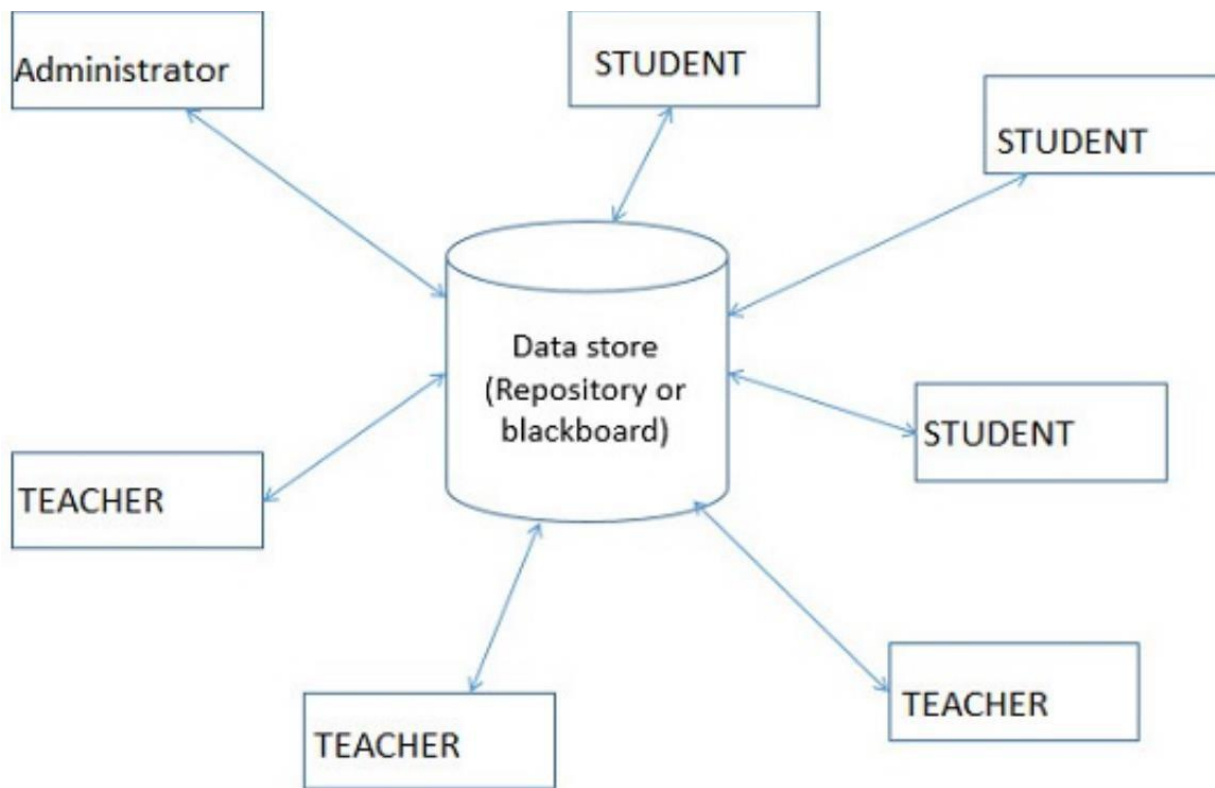 Administrator
STUDENT
STUDENT
Data store
(Repository or
blackboard)
STUDENT
TEACHER
TEACHER
TEACHER